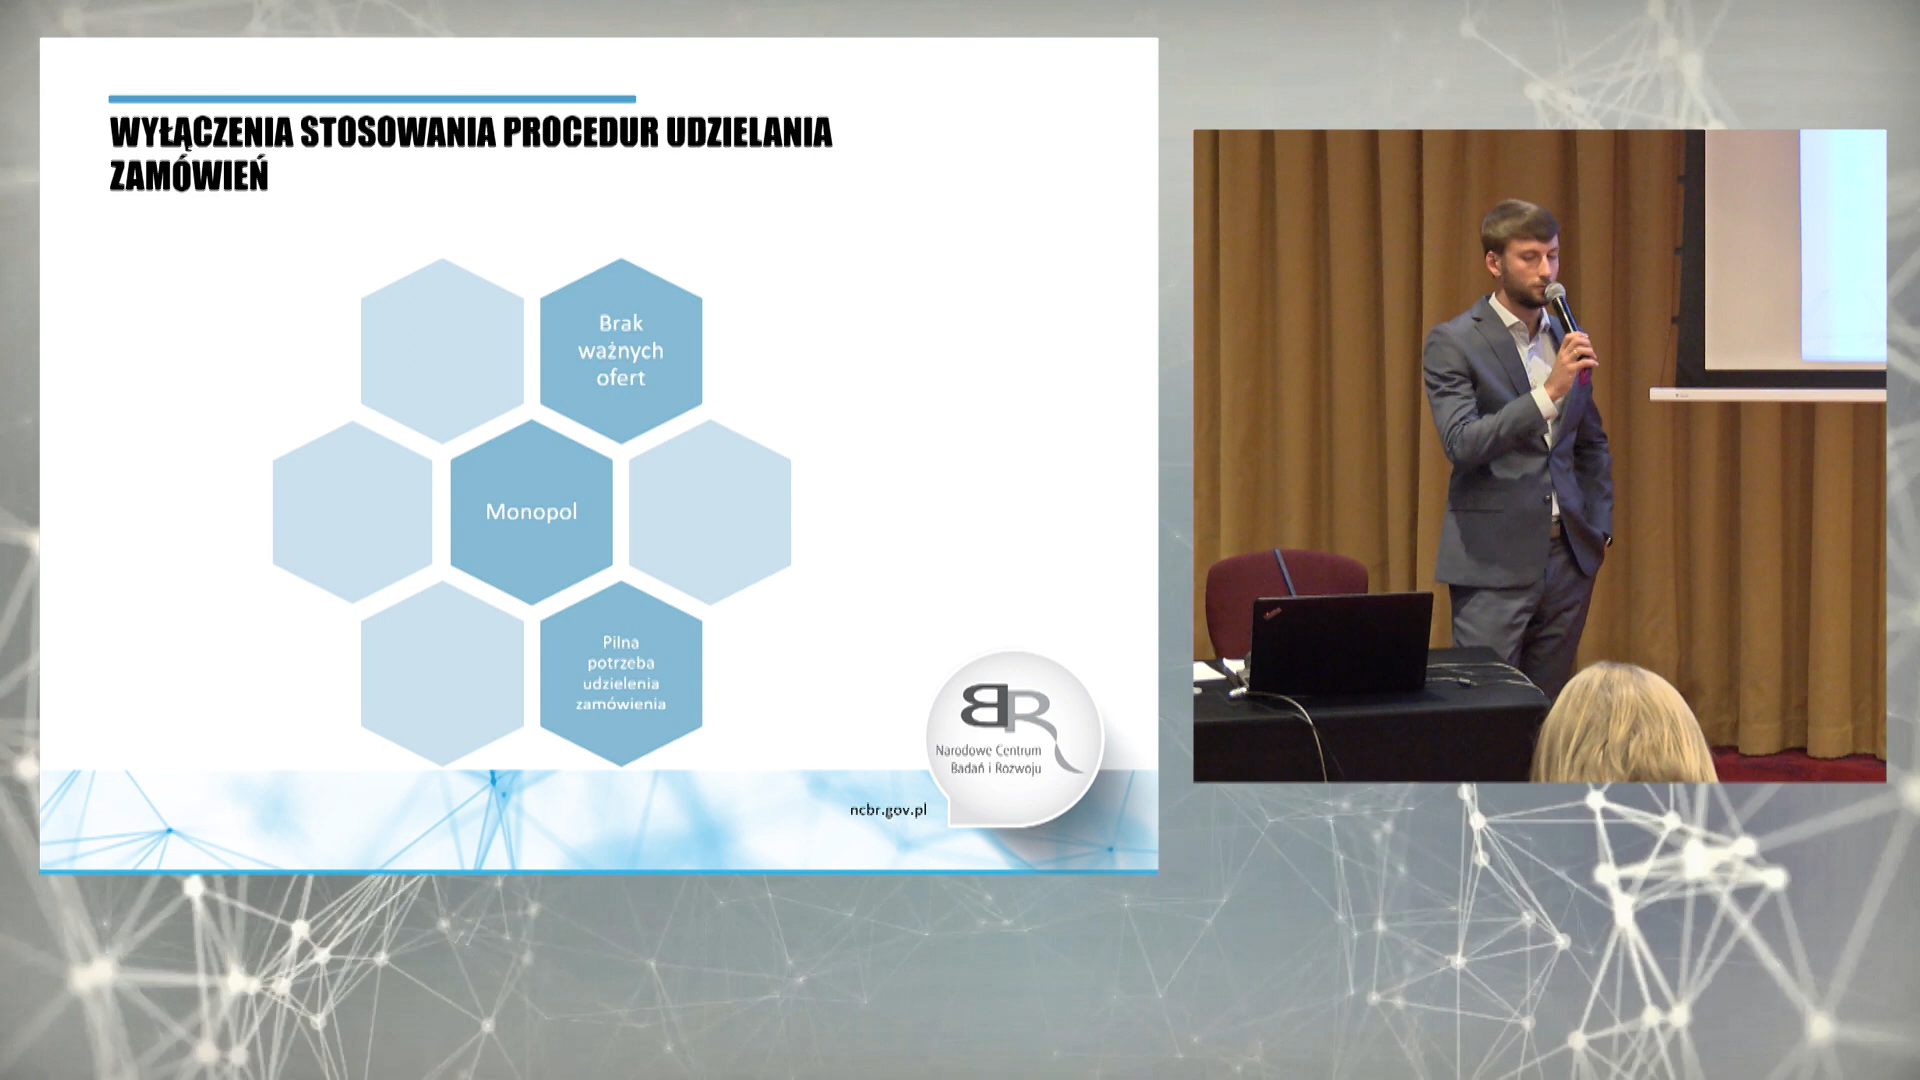 WYŁĄCZENIA STOSOWANIA PROCEDUR UDZIELANIA
ZAMÓWIEŃ
Brak
ważnych
ofert
Monopol
Pilna
potrzeba
udzielenia
zamówienia
BR
Narodowe Centrum
Badań i Rozwoju
ncbr.gov.pl